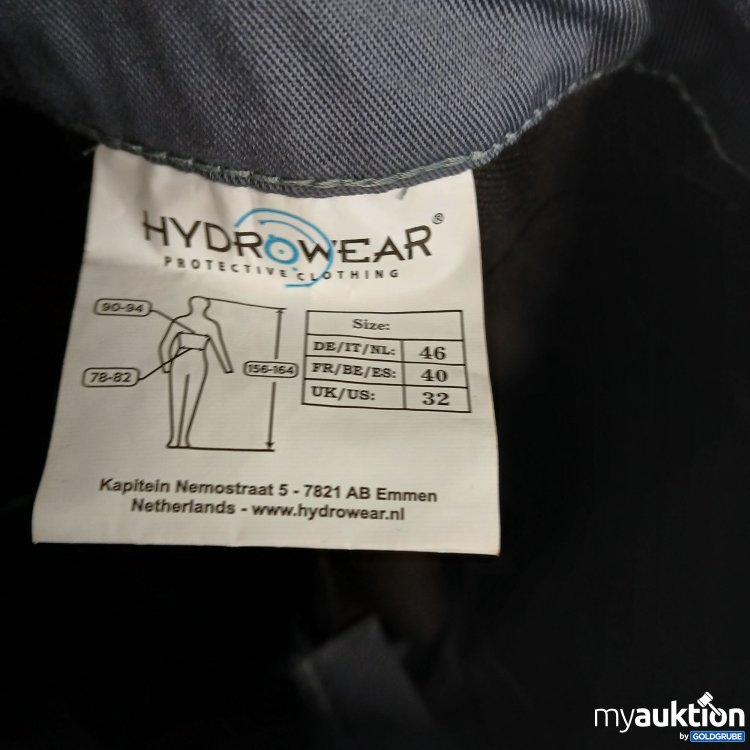 HYDROWEAR®
PROTECTIVE CLOTHING
90-94
78-82
156-164
Size:
DE/IT/NL: 46
FR/BE/ES: 40
UK/US: 32
Kapitein Nemostraat 5 - 7821 AB Emmen
Netherlands - www.hydrowear.nl
myauktion
by GOLDGRUBE